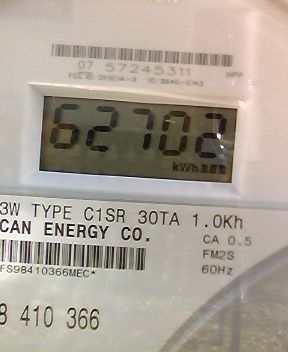 07 57245311
62702
kWh
3W TYPE C1SR 30TA 1.0Kh
CAN ENERGY CO.
CA 0.5
FM2S
60Hz
FS98410366MEC*
8 410 366